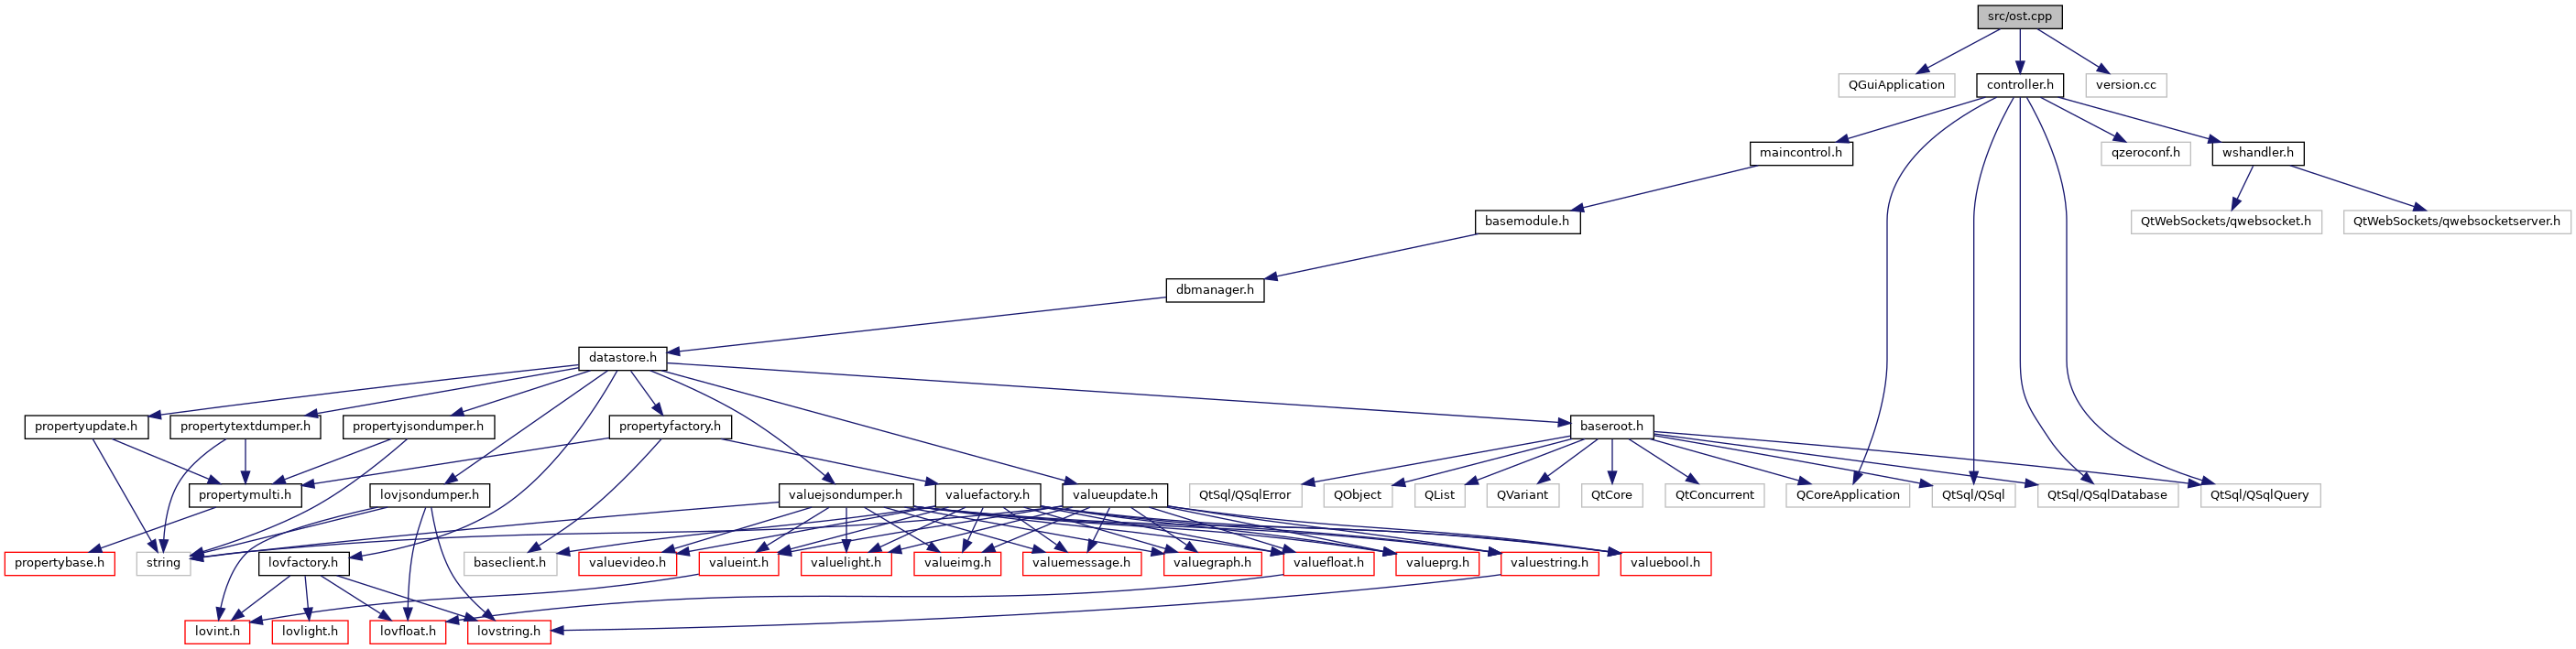 src/ost.cpp
QGuiApplication
controller.h
version.cc
maincontrol.h
qzeroconf.h
wshandler.h
basemodule.h
QtWebSockets/qwebsocket.h
QtWebSockets/qwebsocketserver.h
dbmanager.h
datastore.h
propertyupdate.h
propertytextdumper.h
propertyjsondumper.h
propertyfactory.h
baseroot.h
propertymulti.h
lovjsondumper.h
valuejsondumper.h
valuefactory.h
valueupdate.h
QtSql/QSqlError
QObject
QList
QVariant
QtCore
QtConcurrent
QCoreApplication
QtSql/QSql
QtSql/QSqlDatabase
QtSql/QSqlQuery
propertybase.h
string
lovfactory.h
baseclient.h
valuevideo.h
valueint.h
valuelight.h
valueimg.h
valuemessage.h
valuegraph.h
valuefloat.h
valueprg.h
valuestring.h
valuebool.h
lovint.h
lovlight.h
lovfloat.h
lovstring.h